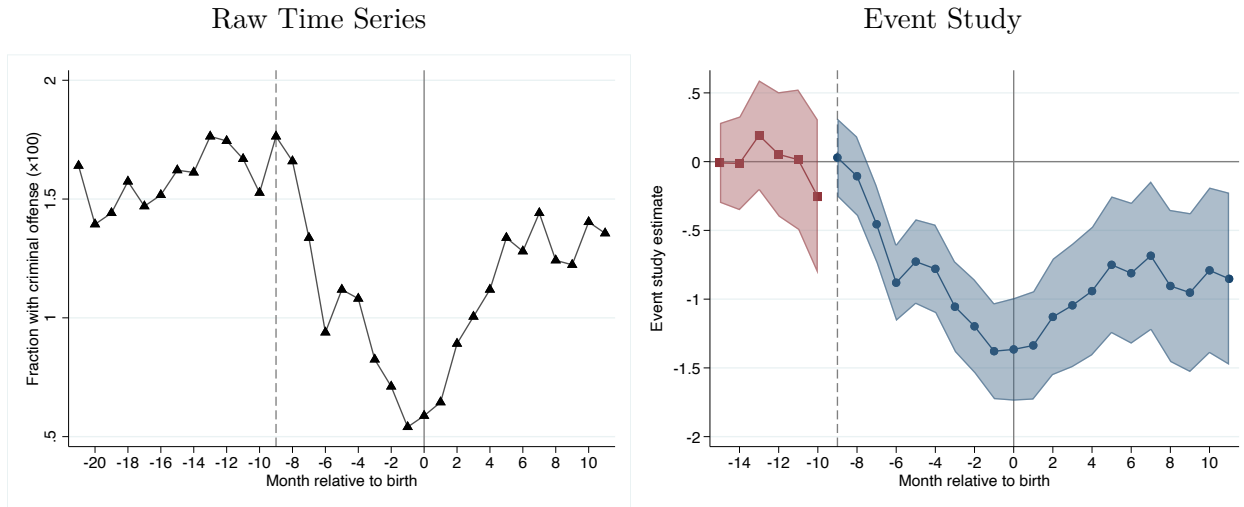 Raw Time Series
Fraction with criminal offense (×100)
2
1.5
1
.5
-20 -18 -16 -14 -12 -10 -8 -6 -4 -2 0 2 4 6 8 10
Month relative to birth
Event Study
Event study estimate
.5
0
-.5
-1
-1.5
-2
-14 -12 -10 -8 -6 -4 -2 0 2 4 6 8 10
Month relative to birth